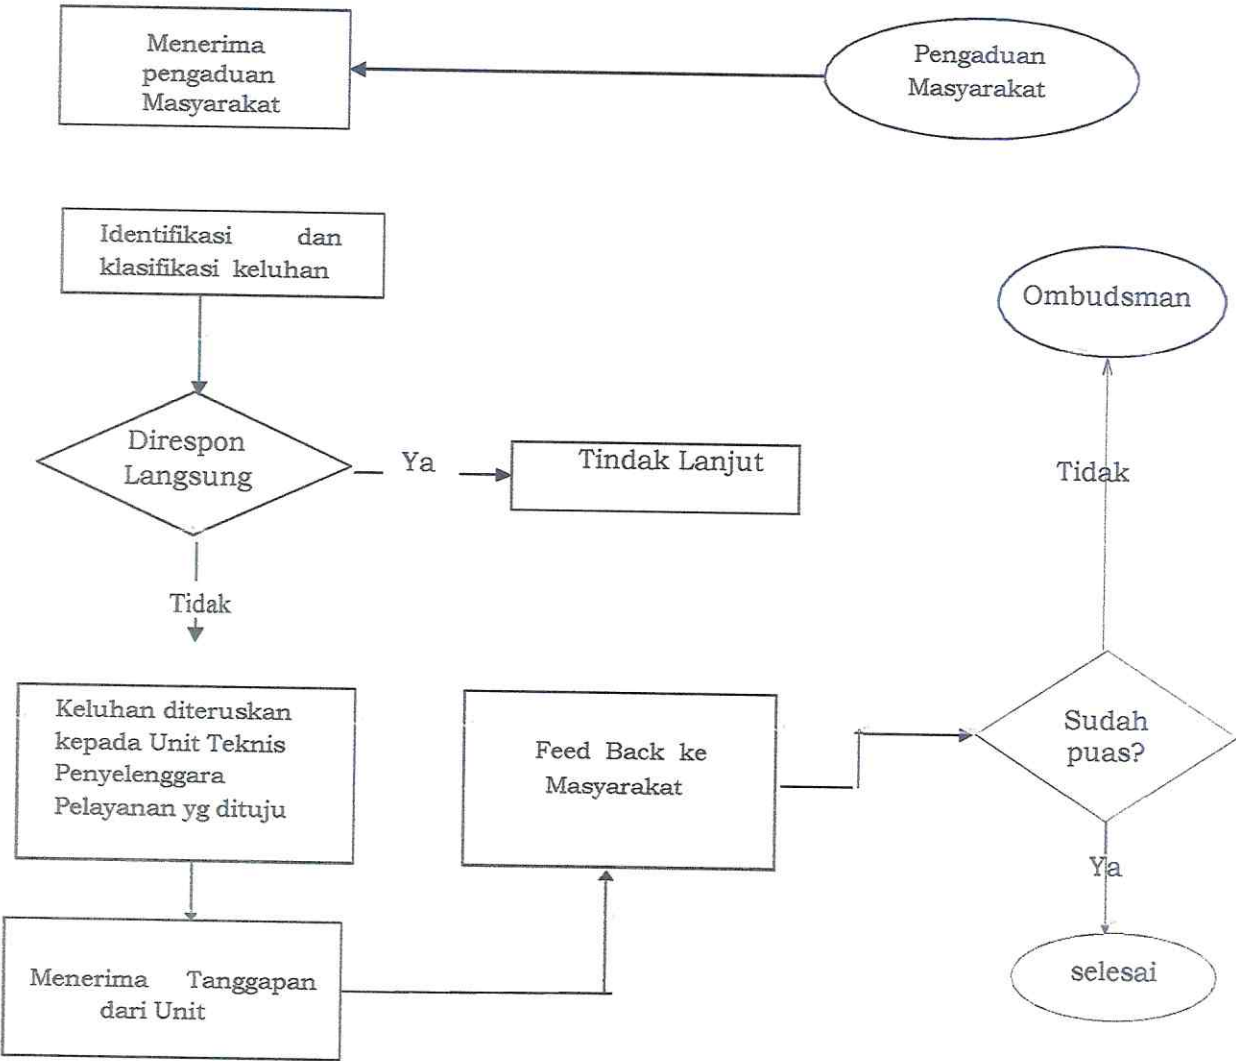 Menerima
pengaduan
Masyarakat
Pengaduan
Masyarakat
Identifikasi dan
klasifikasi keluhan
Ombudsman
Direspon
Langsung
Ya
Tindak Lanjut
Tidak
Tidak
Keluhan diteruskan
kepada Unit Teknis
Penyelenggara
Pelayanan yg dituju
Feed Back ke
Masyarakat
Sudah
puas?
Ya
Menerima Tanggapan
dari Unit
selesai